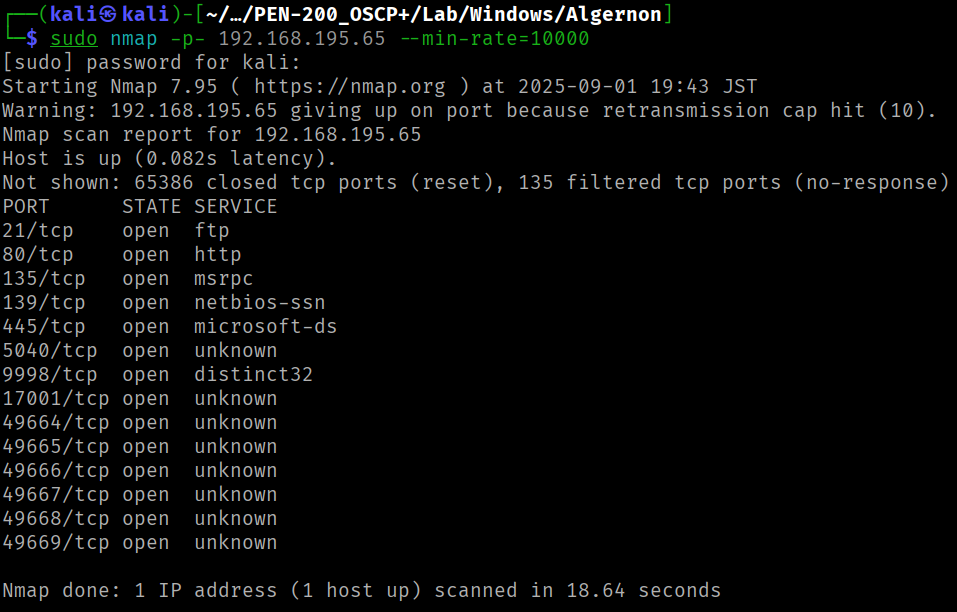 ┌──(kali㉿kali)-[~/…/PEN-200_OSCP+/Lab/Windows/Algernon]
└─$ sudo nmap -p- 192.168.195.65 --min-rate=10000
[sudo] password for kali:
Starting Nmap 7.95 ( https://nmap.org ) at 2025-09-01 19:43 JST
Warning: 192.168.195.65 giving up on port because retransmission cap hit (10).
Nmap scan report for 192.168.195.65
Host is up (0.082s latency).
Not shown: 65386 closed tcp ports (reset), 135 filtered tcp ports (no-response)
PORT      STATE SERVICE
21/tcp    open  ftp
80/tcp    open  http
135/tcp   open  msrpc
139/tcp   open  netbios-ssn
445/tcp   open  microsoft-ds
5040/tcp  open  unknown
9998/tcp  open  distinct32
17001/tcp open  unknown
49664/tcp open  unknown
49665/tcp open  unknown
49666/tcp open  unknown
49667/tcp open  unknown
49668/tcp open  unknown
49669/tcp open  unknown
Nmap done: 1 IP address (1 host up) scanned in 18.64 seconds